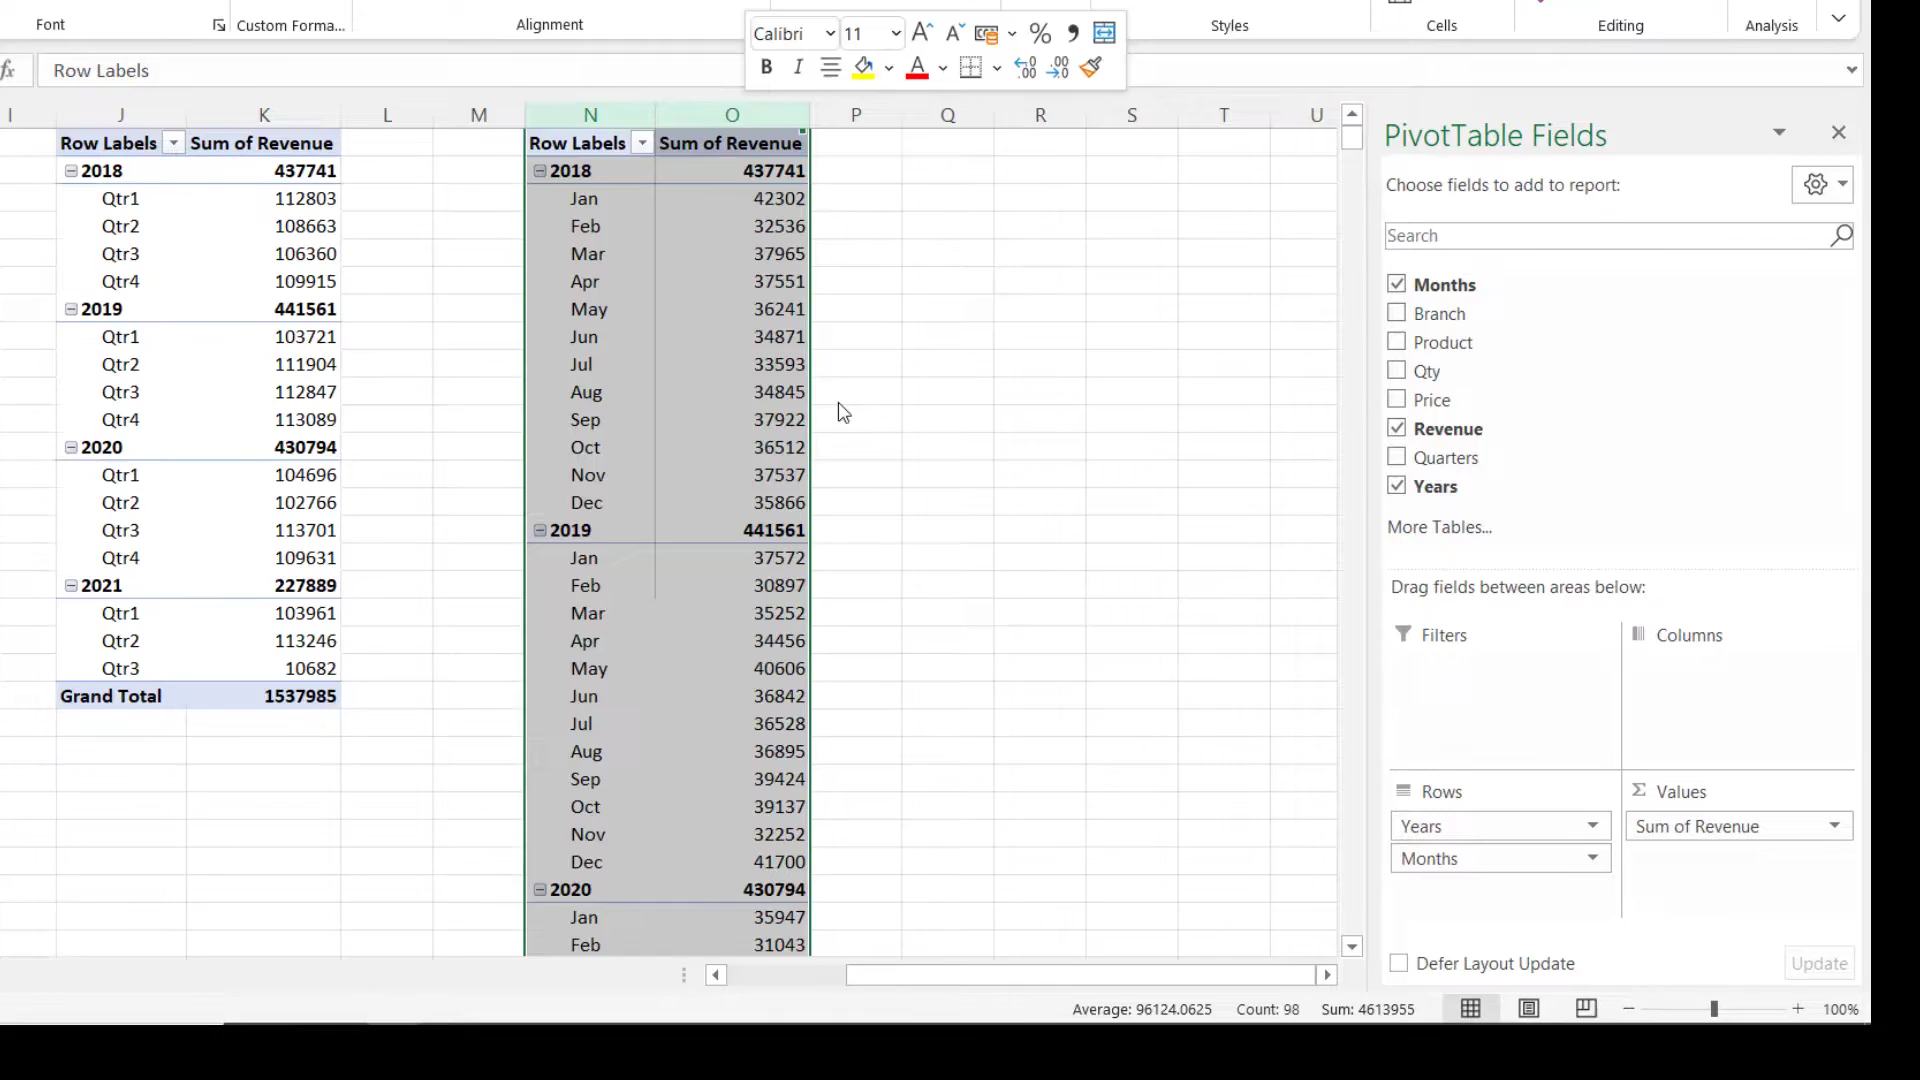 Font
Custom Forma...
Alignment
Styles
Cells
Editing
Analysis
Calibri 11
B I A
fx Row Labels
I J K L M N O P Q R S T U
Row Labels Sum of Revenue
2018 437741
Qtr1 112803
Qtr2 108663
Qtr3 106360
Qtr4 109915
2019 441561
Qtr1 103721
Qtr2 111904
Qtr3 112847
Qtr4 113089
2020 430794
Qtr1 104696
Qtr2 102766
Qtr3 113701
Qtr4 109631
2021 227889
Qtr1 103961
Qtr2 113246
Qtr3 10682
Grand Total 1537985
Row Labels Sum of Revenue
2018 437741
Jan 42302
Feb 32536
Mar 37965
Apr 37551
May 36241
Jun 34871
Jul 33593
Aug 34845
Sep 37922
Oct 36512
Nov 37537
Dec 35866
2019 441561
Jan 37572
Feb 30897
Mar 35252
Apr 34456
May 40606
Jun 36842
Jul 36528
Aug 36895
Sep 39424
Oct 39137
Nov 32252
Dec 41700
2020 430794
Jan 35947
Feb 31043
PivotTable Fields
Choose fields to add to report:
Search
Months
Branch
Product
Qty
Price
Revenue
Quarters
Years
More Tables...
Drag fields between areas below:
Filters
Columns
Rows
Years
Months
Σ Values
Sum of Revenue
Defer Layout Update
Update
Average: 96124.0625 Count: 98 Sum: 4613955
100%